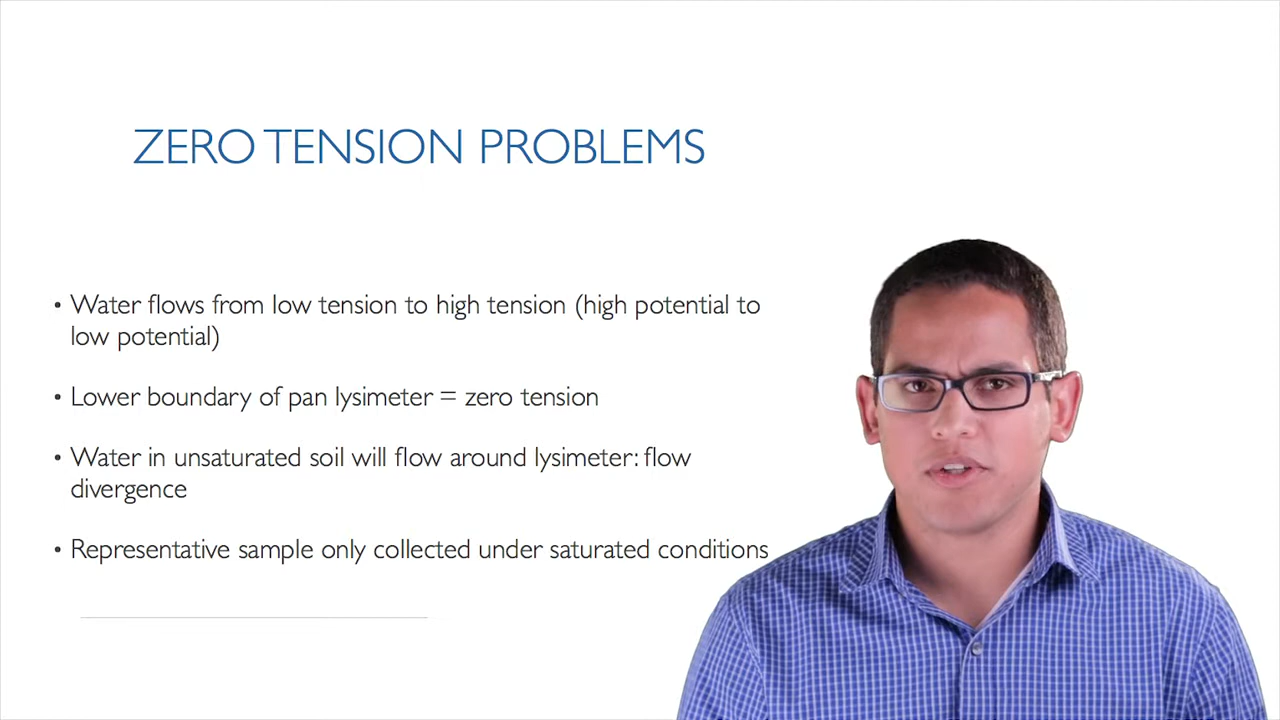 ZERO TENSION PROBLEMS
• Water flows from low tension to high tension (high potential to
low potential)
• Lower boundary of pan lysimeter = zero tension
• Water in unsaturated soil will flow around lysimeter: flow
divergence
• Representative sample only collected under saturated conditions